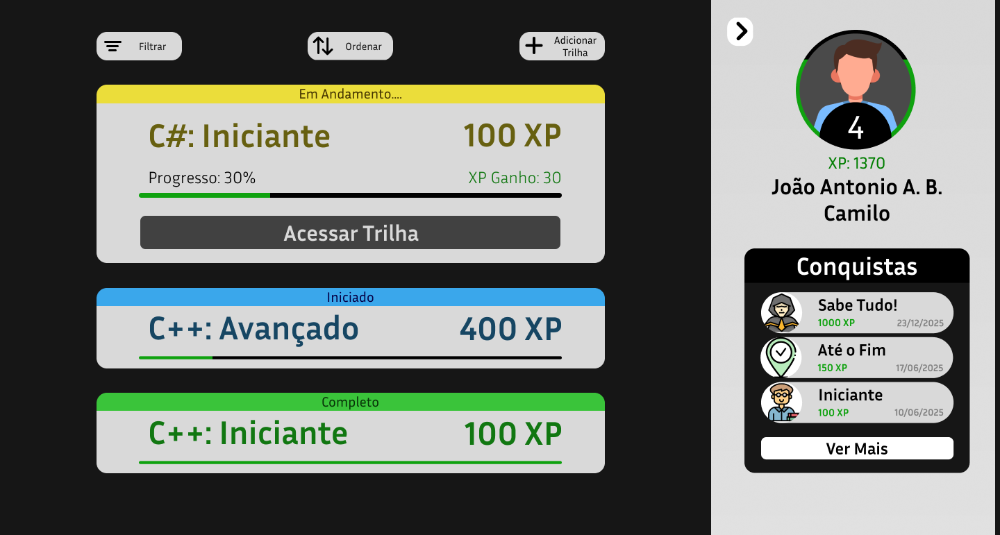 Filtrar
Ordenar
Adicionar
Trilha
Em Andamento....
C#: Iniciante
100 XP
Progresso: 30%
XP Ganho: 30
Acessar Trilha
Iniciado
C++: Avançado
400 XP
Completo
C++: Iniciante
100 XP
4
XP: 1370
João Antonio A. B.
Camilo
Conquistas
Sabe Tudo!
1000 XP
23/12/2025
Até o Fim
150 XP
17/06/2025
Iniciante
100 XP
10/06/2025
Ver Mais